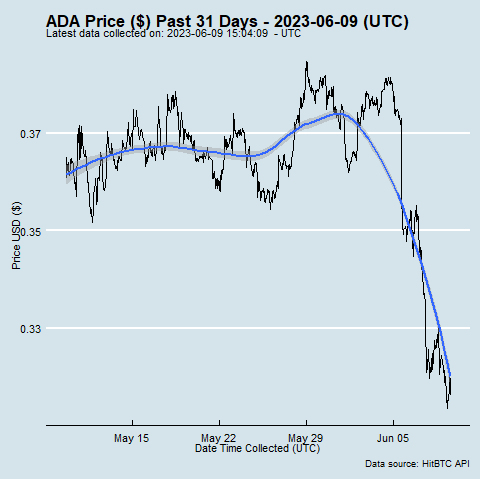 ADA Price ($) Past 31 Days - 2023-06-09 (UTC)
Latest data collected on: 2023-06-09 15:04:09 - UTC
0.37
0.35
0.33
Price USD ($)
May 15
May 22
May 29
Jun 05
Date Time Collected (UTC)
Data source: HitBTC API